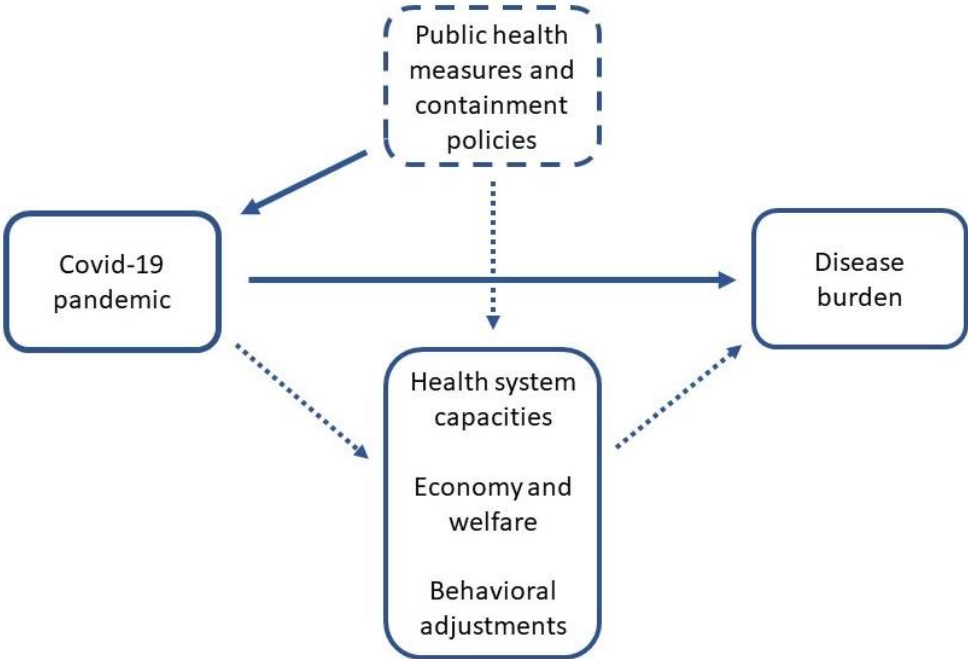 Public health
measures and
containment
policies
Covid-19
pandemic
Disease
burden
Health system
capacities
Economy and
welfare
Behavioral
adjustments